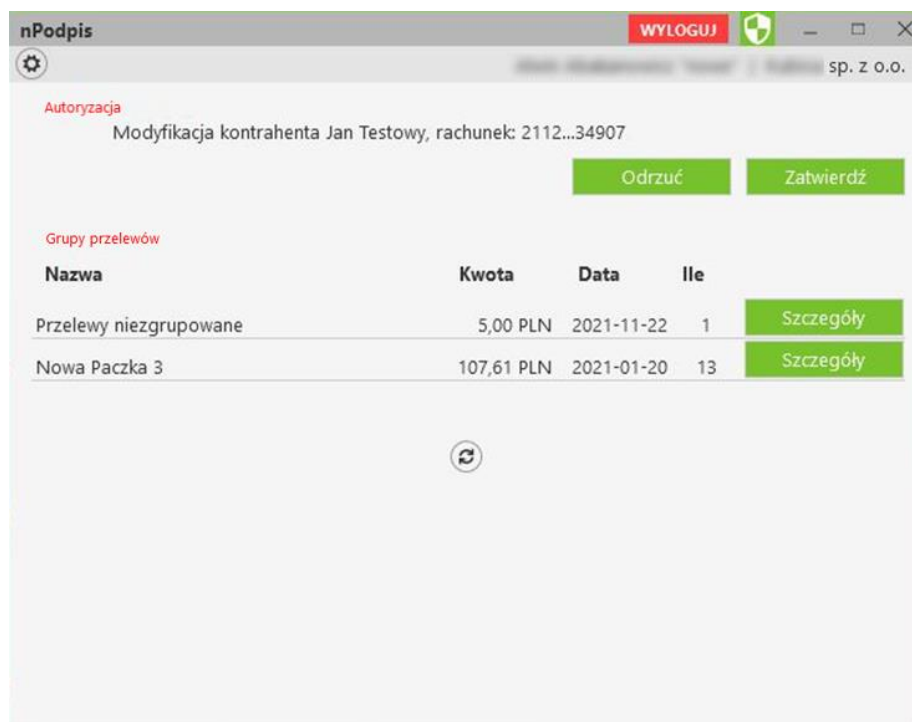 nPodpis WYLOGUJ
sp. z o.o.
Autoryzacja
Modyfikacja kontrahenta Jan Testowy, rachunek: 2112...34907
Odrzuć Zatwierdź
Grupy przelewów
Nazwa Kwota Data Ile
Przelewy niezgrupowane 5,00 PLN 2021-11-22 1 Szczegóły
Nowa Paczka 3 107,61 PLN 2021-01-20 13 Szczegóły